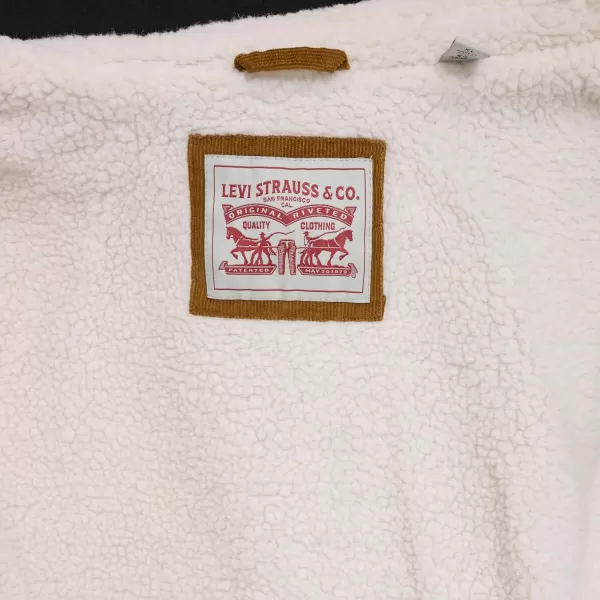 LEVI STRAUSS & CO.
SAN FRANCISCO
CAL.
ORIGINAL RIVETED
QUALITY CLOTHING
PATENTED MAY 20 1873